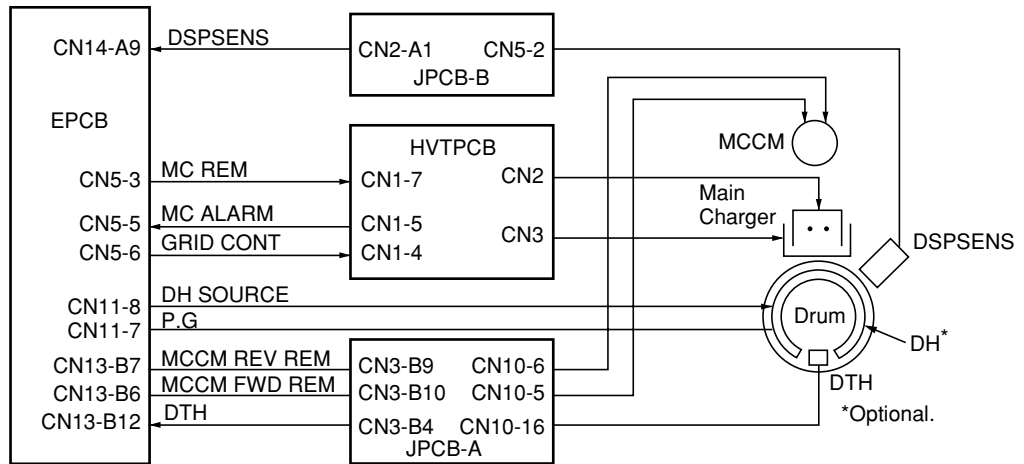 CN14-A9
DSPSENS
CN2-A1
CN5-2
JPCB-B
EPCB
MCCM
HVTPCB
CN5-3
MC REM
CN1-7
CN2
Main
Charger
CN5-5
MC ALARM
CN1-5
CN3
CN5-6
GRID CONT
CN1-4
DSPSENS
CN11-8
DH SOURCE
CN11-7
P.G
Drum
DH*
CN13-B7
MCCM REV REM
CN3-B9
CN10-6
CN13-B6
MCCM FWD REM
CN3-B10
CN10-5
DTH
CN13-B12
DTH
CN3-B4
CN10-16
*Optional.
JPCB-A